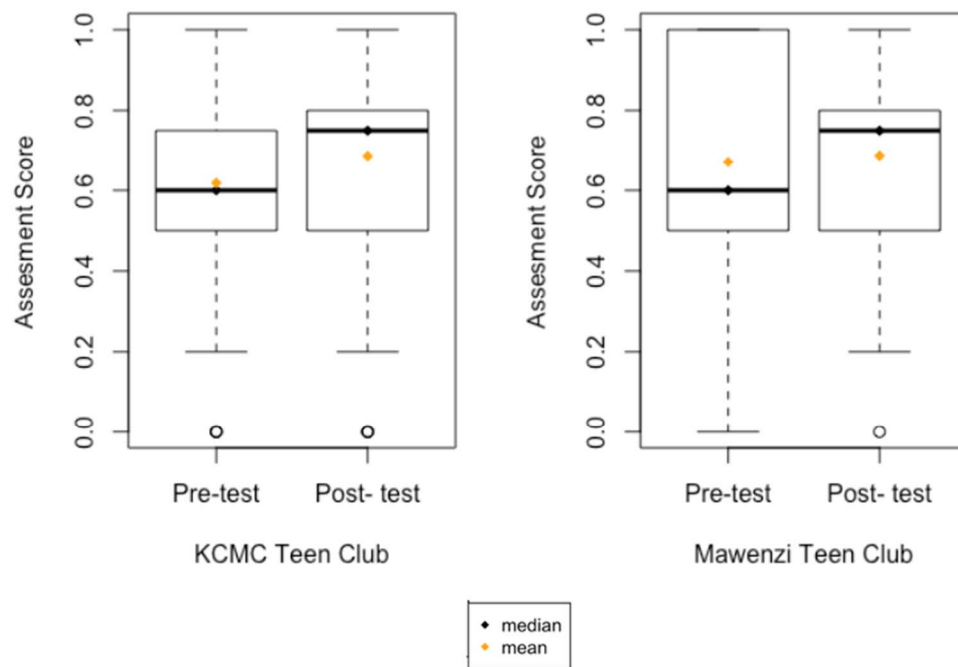 Assesment Score
1.0
0.8
0.6
0.4
0.2
0.0
Pre-test
Post- test
KCMC Teen Club
Assesment Score
1.0
0.8
0.6
0.4
0.2
0.0
Pre-test
Post- test
Mawenzi Teen Club
median
mean